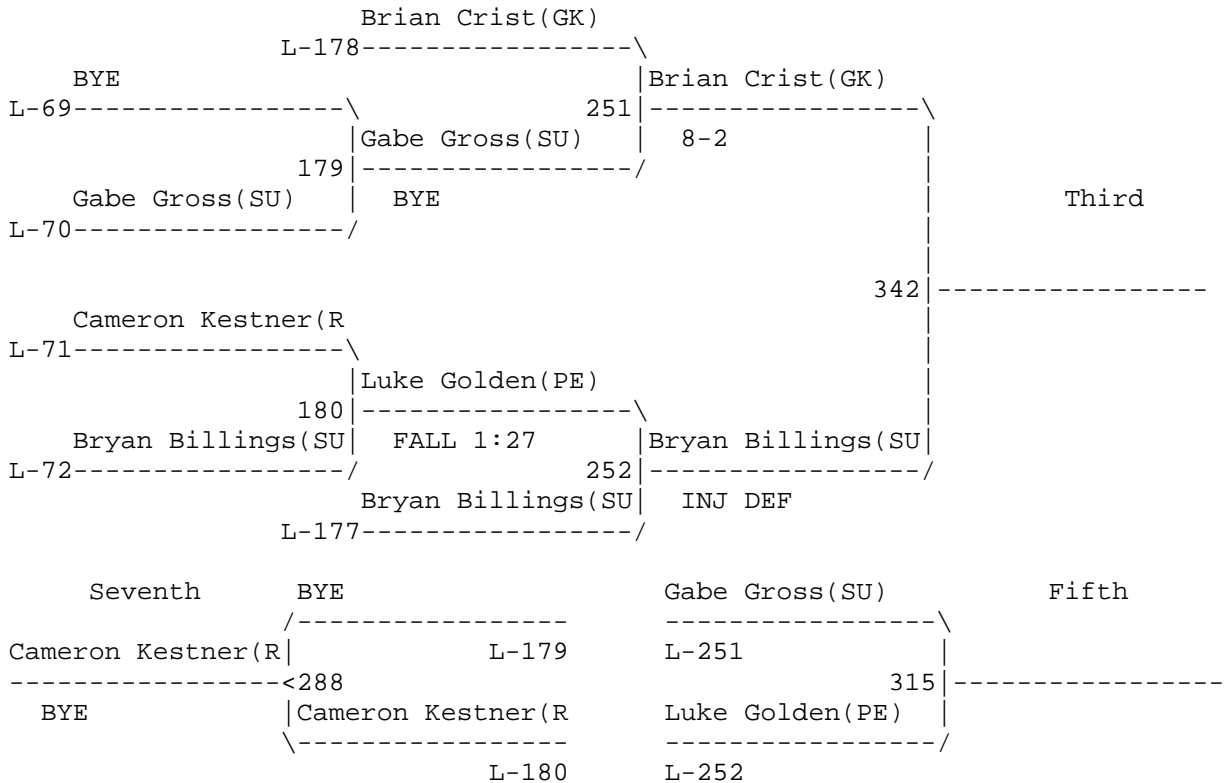 Brian Crist(GK)
L-178-----------------\
BYE |Brian Crist(GK)
L-69-----------------\ 251|-----------------\
|Gabe Gross(SU) | 8-2 |
179|-----------------/ |
Gabe Gross(SU) | BYE | Third
L-70-----------------/ |
|
342|-----------------
Cameron Kestner(R |
L-71-----------------\ |
|Luke Golden(PE) |
180|-----------------\ |
Bryan Billings(SU| FALL 1:27 |Bryan Billings(SU|
L-72-----------------/ 252|-----------------/
Bryan Billings(SU| INJ DEF
L-177-----------------/
Seventh BYE Gabe Gross(SU) Fifth
/----------------- -----------------\
Cameron Kestner(R| L-179 L-251 |
-----------------<288 315|-----------------
BYE |Cameron Kestner(R Luke Golden(PE) |
\----------------- -----------------/
L-180 L-252